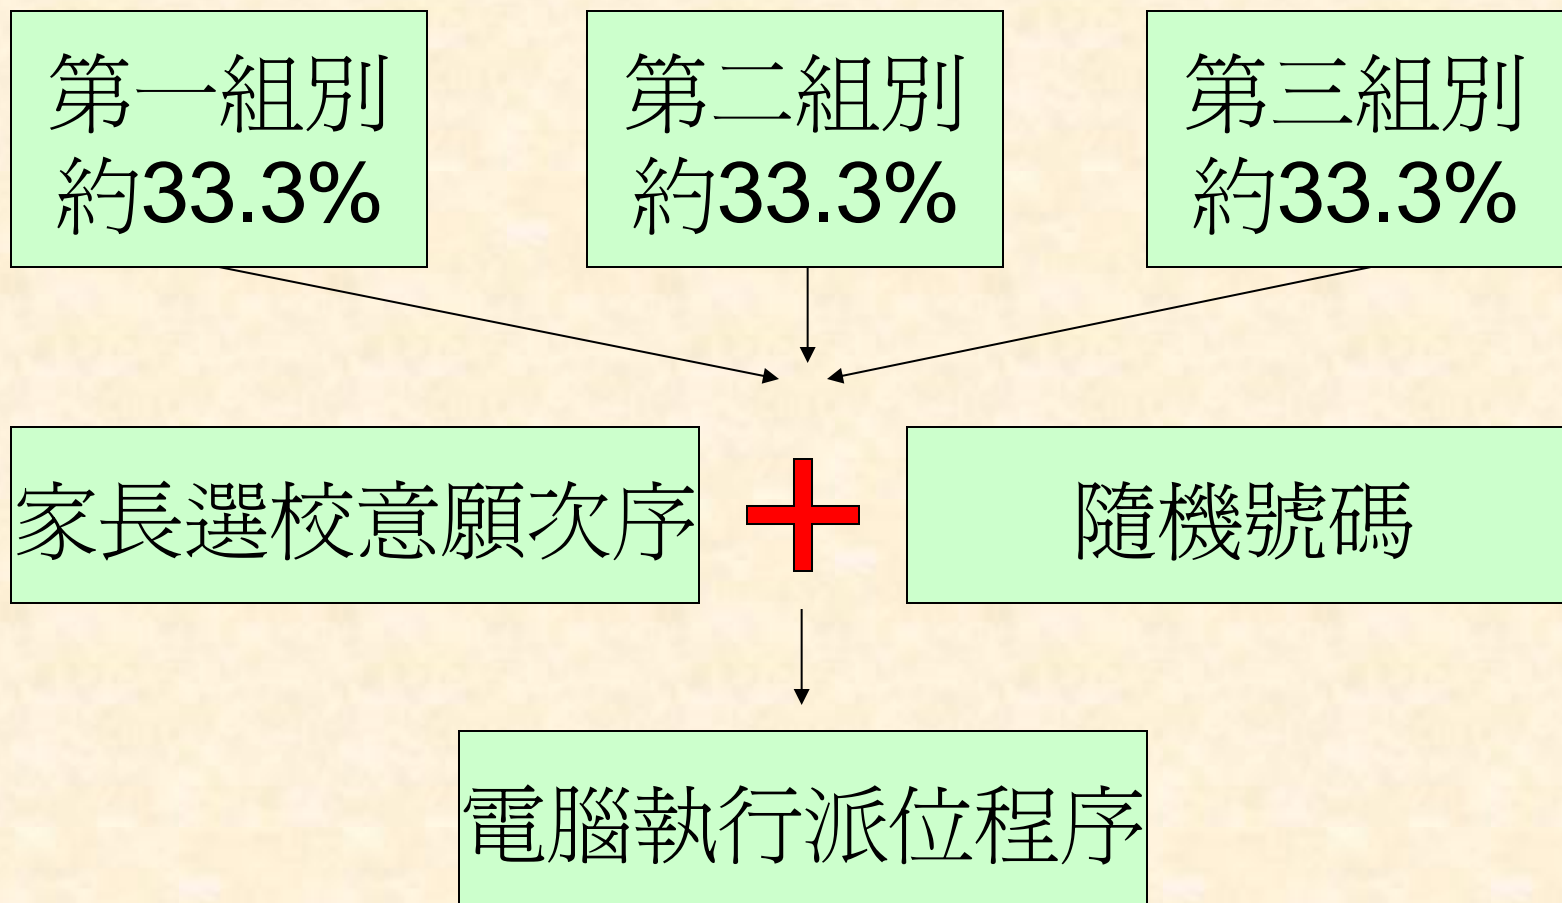 第一組別
約33.3%
第二組別
約33.3%
第三組別
約33.3%
家長選校意願次序
隨機號碼
電腦執行派位程序